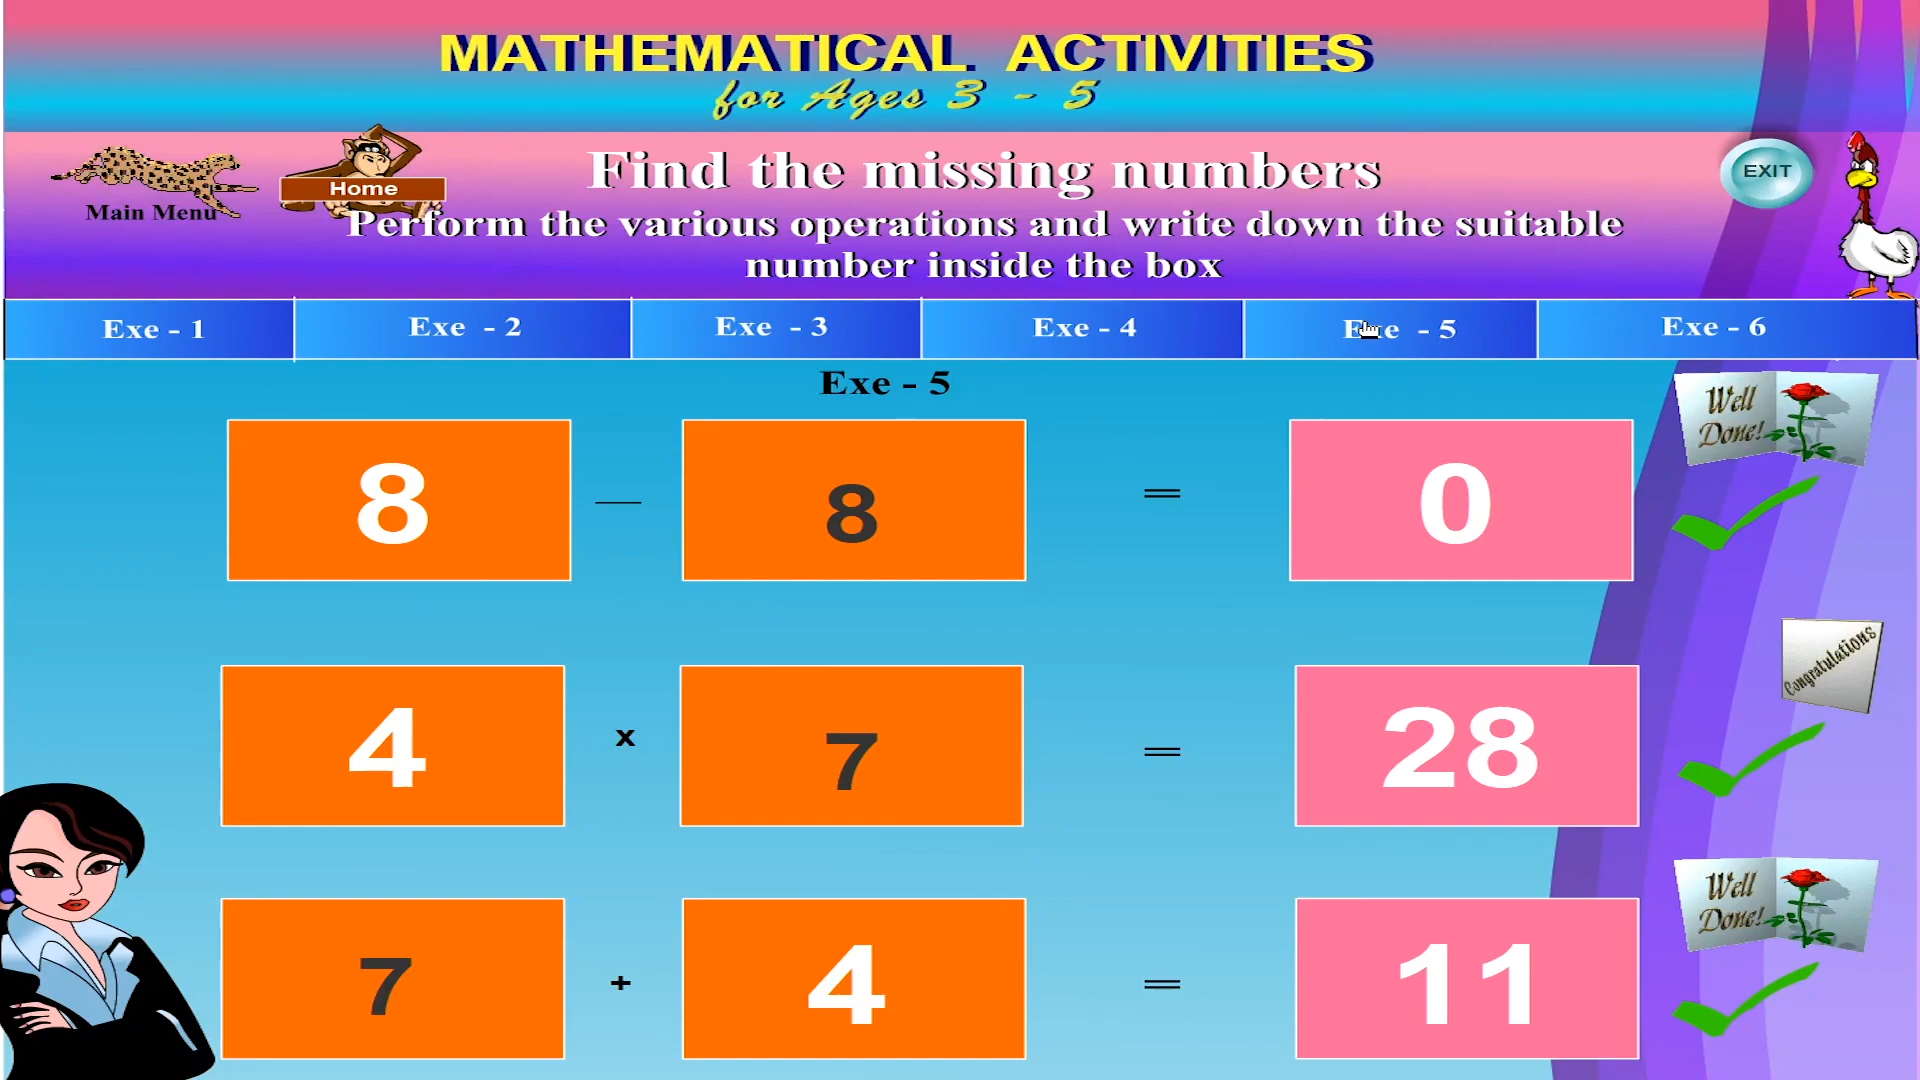 MATHEMATICAL ACTIVITIES
for Ages 3 - 5
Find the missing numbers
Perform the various operations and write down the suitable
number inside the box
Main Menu
Home
EXIT
Exe - 1
Exe - 2
Exe - 3
Exe - 4
Exe - 5
Exe - 6
Exe - 5
8 — 8 = 0
Well
Done!
4 x 7 = 28
Congratulations
7 + 4 = 11
Well
Done!